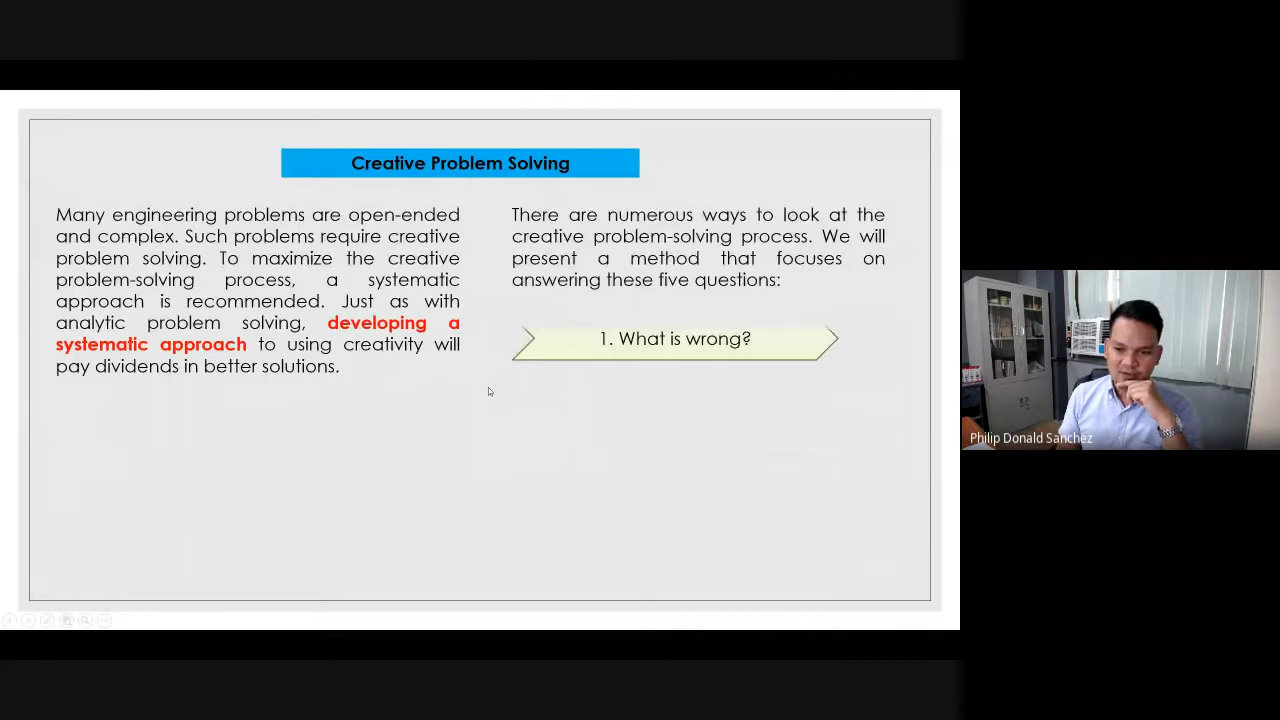 Creative Problem Solving
Many engineering problems are open-ended
and complex. Such problems require creative
problem solving. To maximize the creative
problem-solving process, a systematic
approach is recommended. Just as with
analytic problem solving, developing a
systematic approach to using creativity will
pay dividends in better solutions.
There are numerous ways to look at the
creative problem-solving process. We will
present a method that focuses on
answering these five questions:
1. What is wrong?
Philip Donald Sanchez